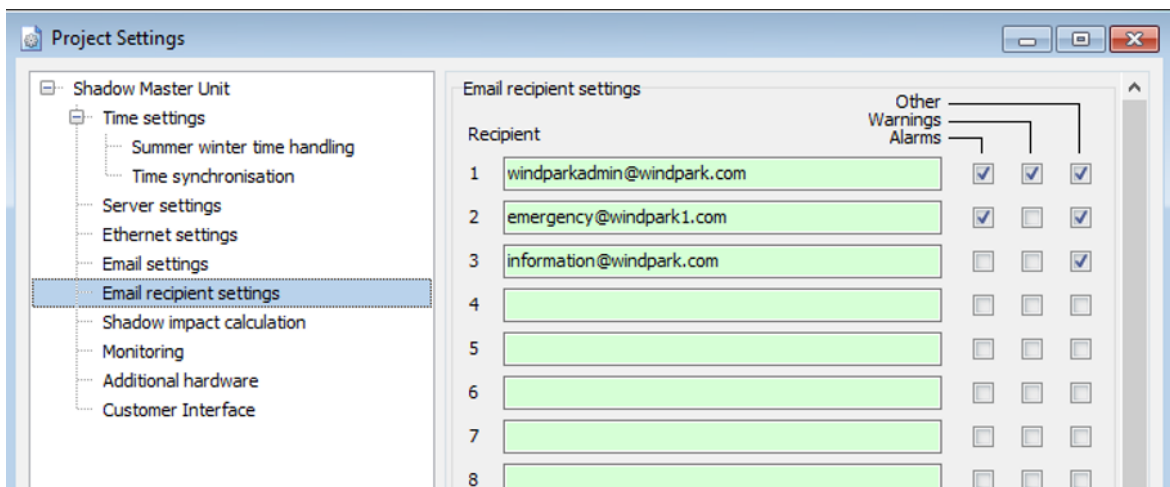 Project Settings
Shadow Master Unit
Time settings
Summer winter time handling
Time synchronisation
Server settings
Ethernet settings
Email settings
Email recipient settings
Shadow impact calculation
Monitoring
Additional hardware
Customer Interface
Email recipient settings
Other
Warnings
Recipient
Alarms
1 windparkadmin@windpark.com
2 emergency@windpark1.com
3 information@windpark.com
4
5
6
7
8